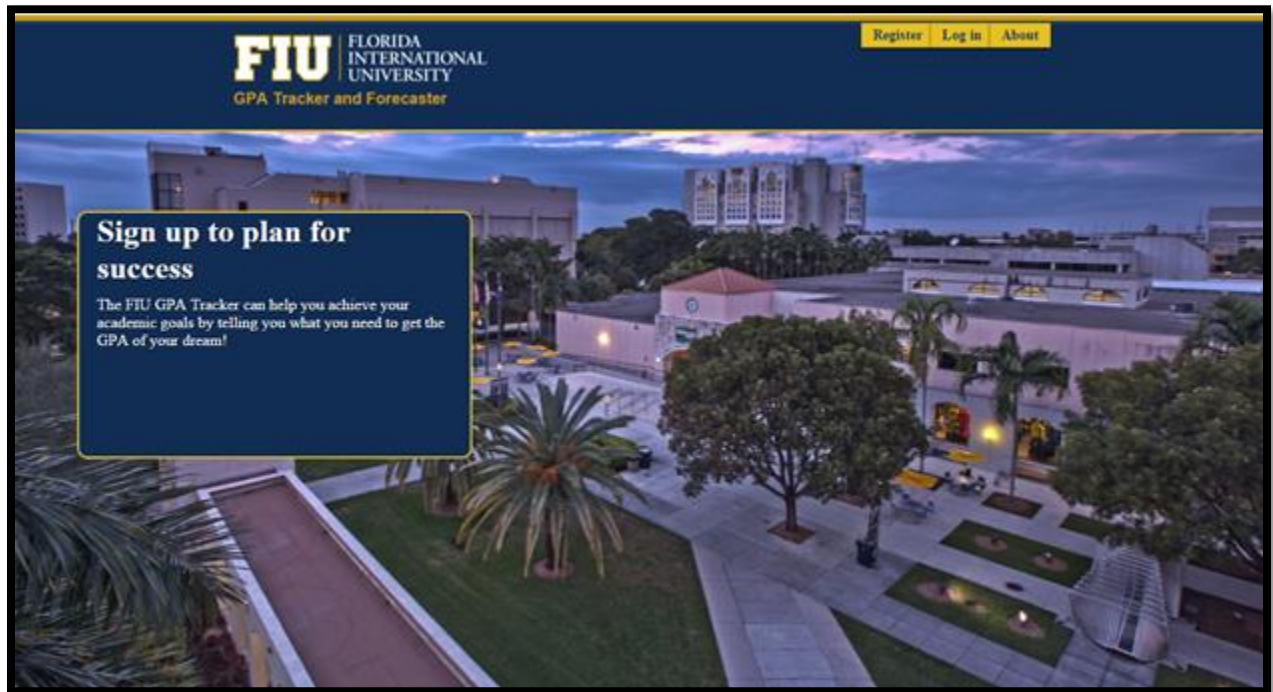 FIU
FLORIDA
INTERNATIONAL
UNIVERSITY
GPA Tracker and Forecaster
Register Log in About
Sign up to plan for
success
The FIU GPA Tracker can help you achieve your
academic goals by telling you what you need to get the
GPA of your dream!